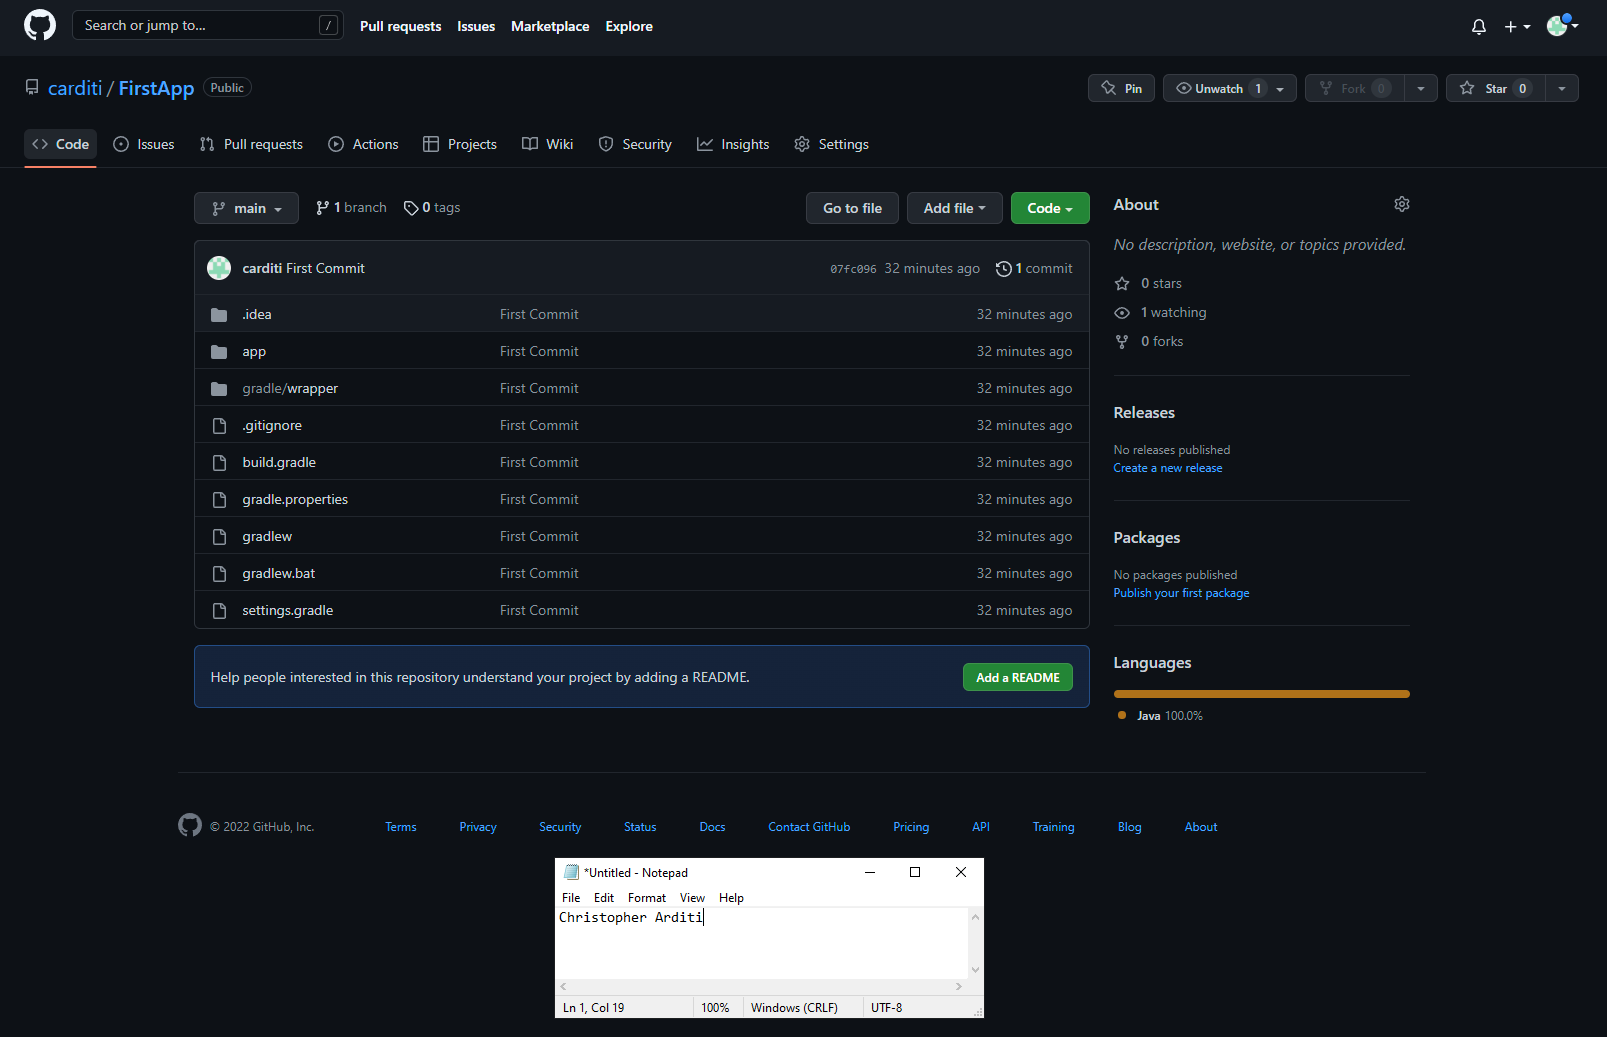 Search or jump to... /
Pull requests Issues Marketplace Explore
carditi / FirstApp Public
Pin Unwatch 1 Fork 0 Star 0
Code Issues Pull requests Actions Projects Wiki Security Insights Settings
main 1 branch 0 tags Go to file Add file Code
carditi First Commit 07fc096 32 minutes ago 1 commit
.idea First Commit 32 minutes ago
app First Commit 32 minutes ago
gradle/wrapper First Commit 32 minutes ago
.gitignore First Commit 32 minutes ago
build.gradle First Commit 32 minutes ago
gradle.properties First Commit 32 minutes ago
gradlew First Commit 32 minutes ago
gradlew.bat First Commit 32 minutes ago
settings.gradle First Commit 32 minutes ago
Help people interested in this repository understand your project by adding a README. Add a README
About
No description, website, or topics provided.
0 stars
1 watching
0 forks
Releases
No releases published
Create a new release
Packages
No packages published
Publish your first package
Languages
Java 100.0%
© 2022 GitHub, Inc. Terms Privacy Security Status Docs Contact GitHub Pricing API Training Blog About
*Untitled - Notepad
File Edit Format View Help
Christopher Arditi
Ln 1, Col 19 100% Windows (CRLF) UTF-8